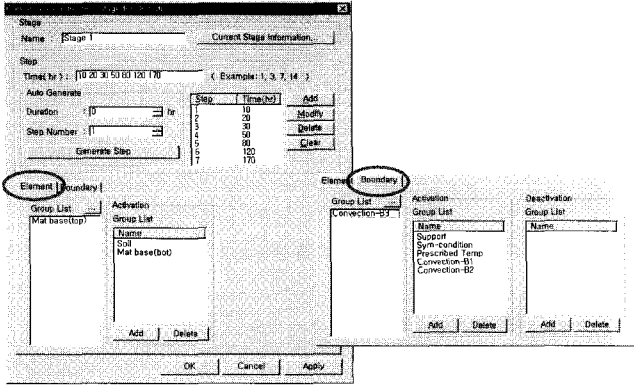 Stage
Name : Stage 1 Current Stage Information...
Step
Time( hr ) : 10 20 30 50 80 120 170 ( Example: 1, 3, 7, 14 )
Auto Generate
Duration : 0 hr
Step Number : 1
Generate Step
Step Time(hr)
1 10
2 20
3 30
4 50
5 80
6 120
7 170
Add
Modify
Delete
Clear
Element Boundary
Group List ...
Mat base(top)
Activation
Group List
Name
Soil
Mat base(bot)
Add Delete
OK Cancel Apply
Element Boundary
Group List ...
Convection-B3
Activation
Group List
Name
Support
Sym-condition
Prescribed Temp
Convection-B1
Convection-B2
Add Delete
Deactivation
Group List
Name
Add Delete